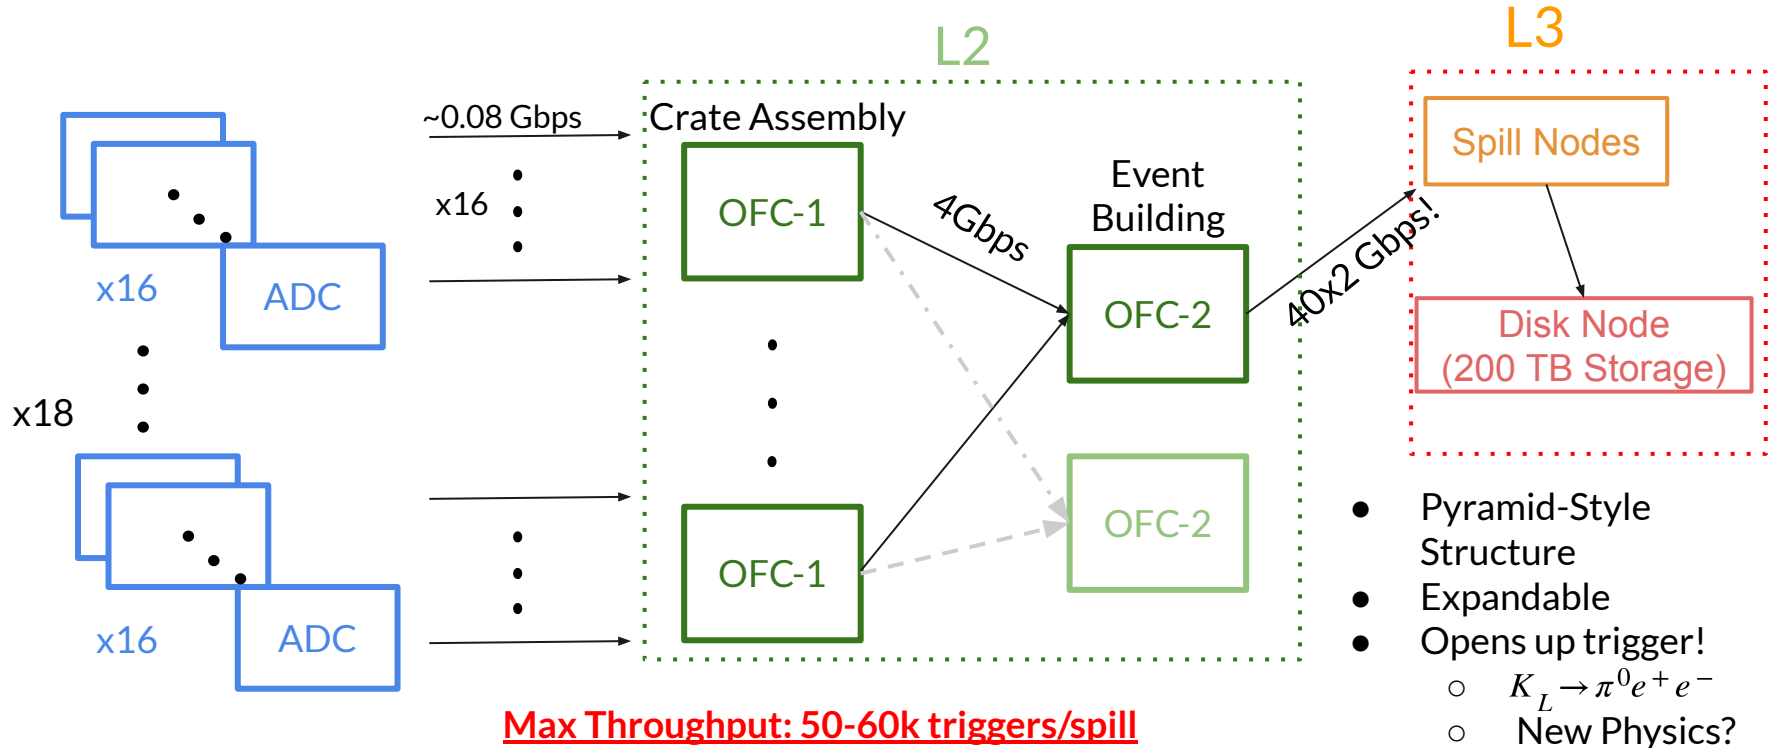 L2
L3
~0.08 Gbps
Crate Assembly
Spill Nodes
x16
OFC-1
4Gbps
Event
Building
40x2 Gbps!
x16
ADC
OFC-2
Disk Node
(200 TB Storage)
x18
OFC-2
x16
ADC
OFC-1
● Pyramid-Style
Structure
● Expandable
● Opens up trigger!
○ K_L → π⁰e⁺e⁻
○ New Physics?
Max Throughput: 50-60k triggers/spill